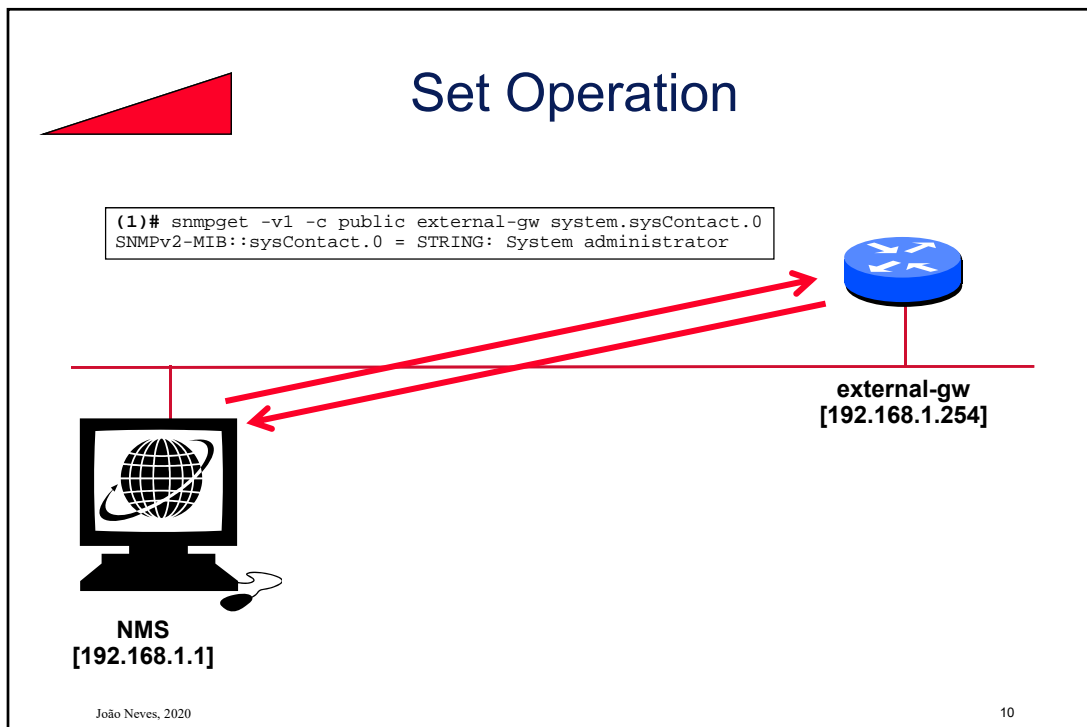 Set Operation
(1)# snmpget -v1 -c public external-gw system.sysContact.0
SNMPv2-MIB::sysContact.0 = STRING: System administrator
external-gw
[192.168.1.254]
NMS
[192.168.1.1]
João Neves, 2020
10